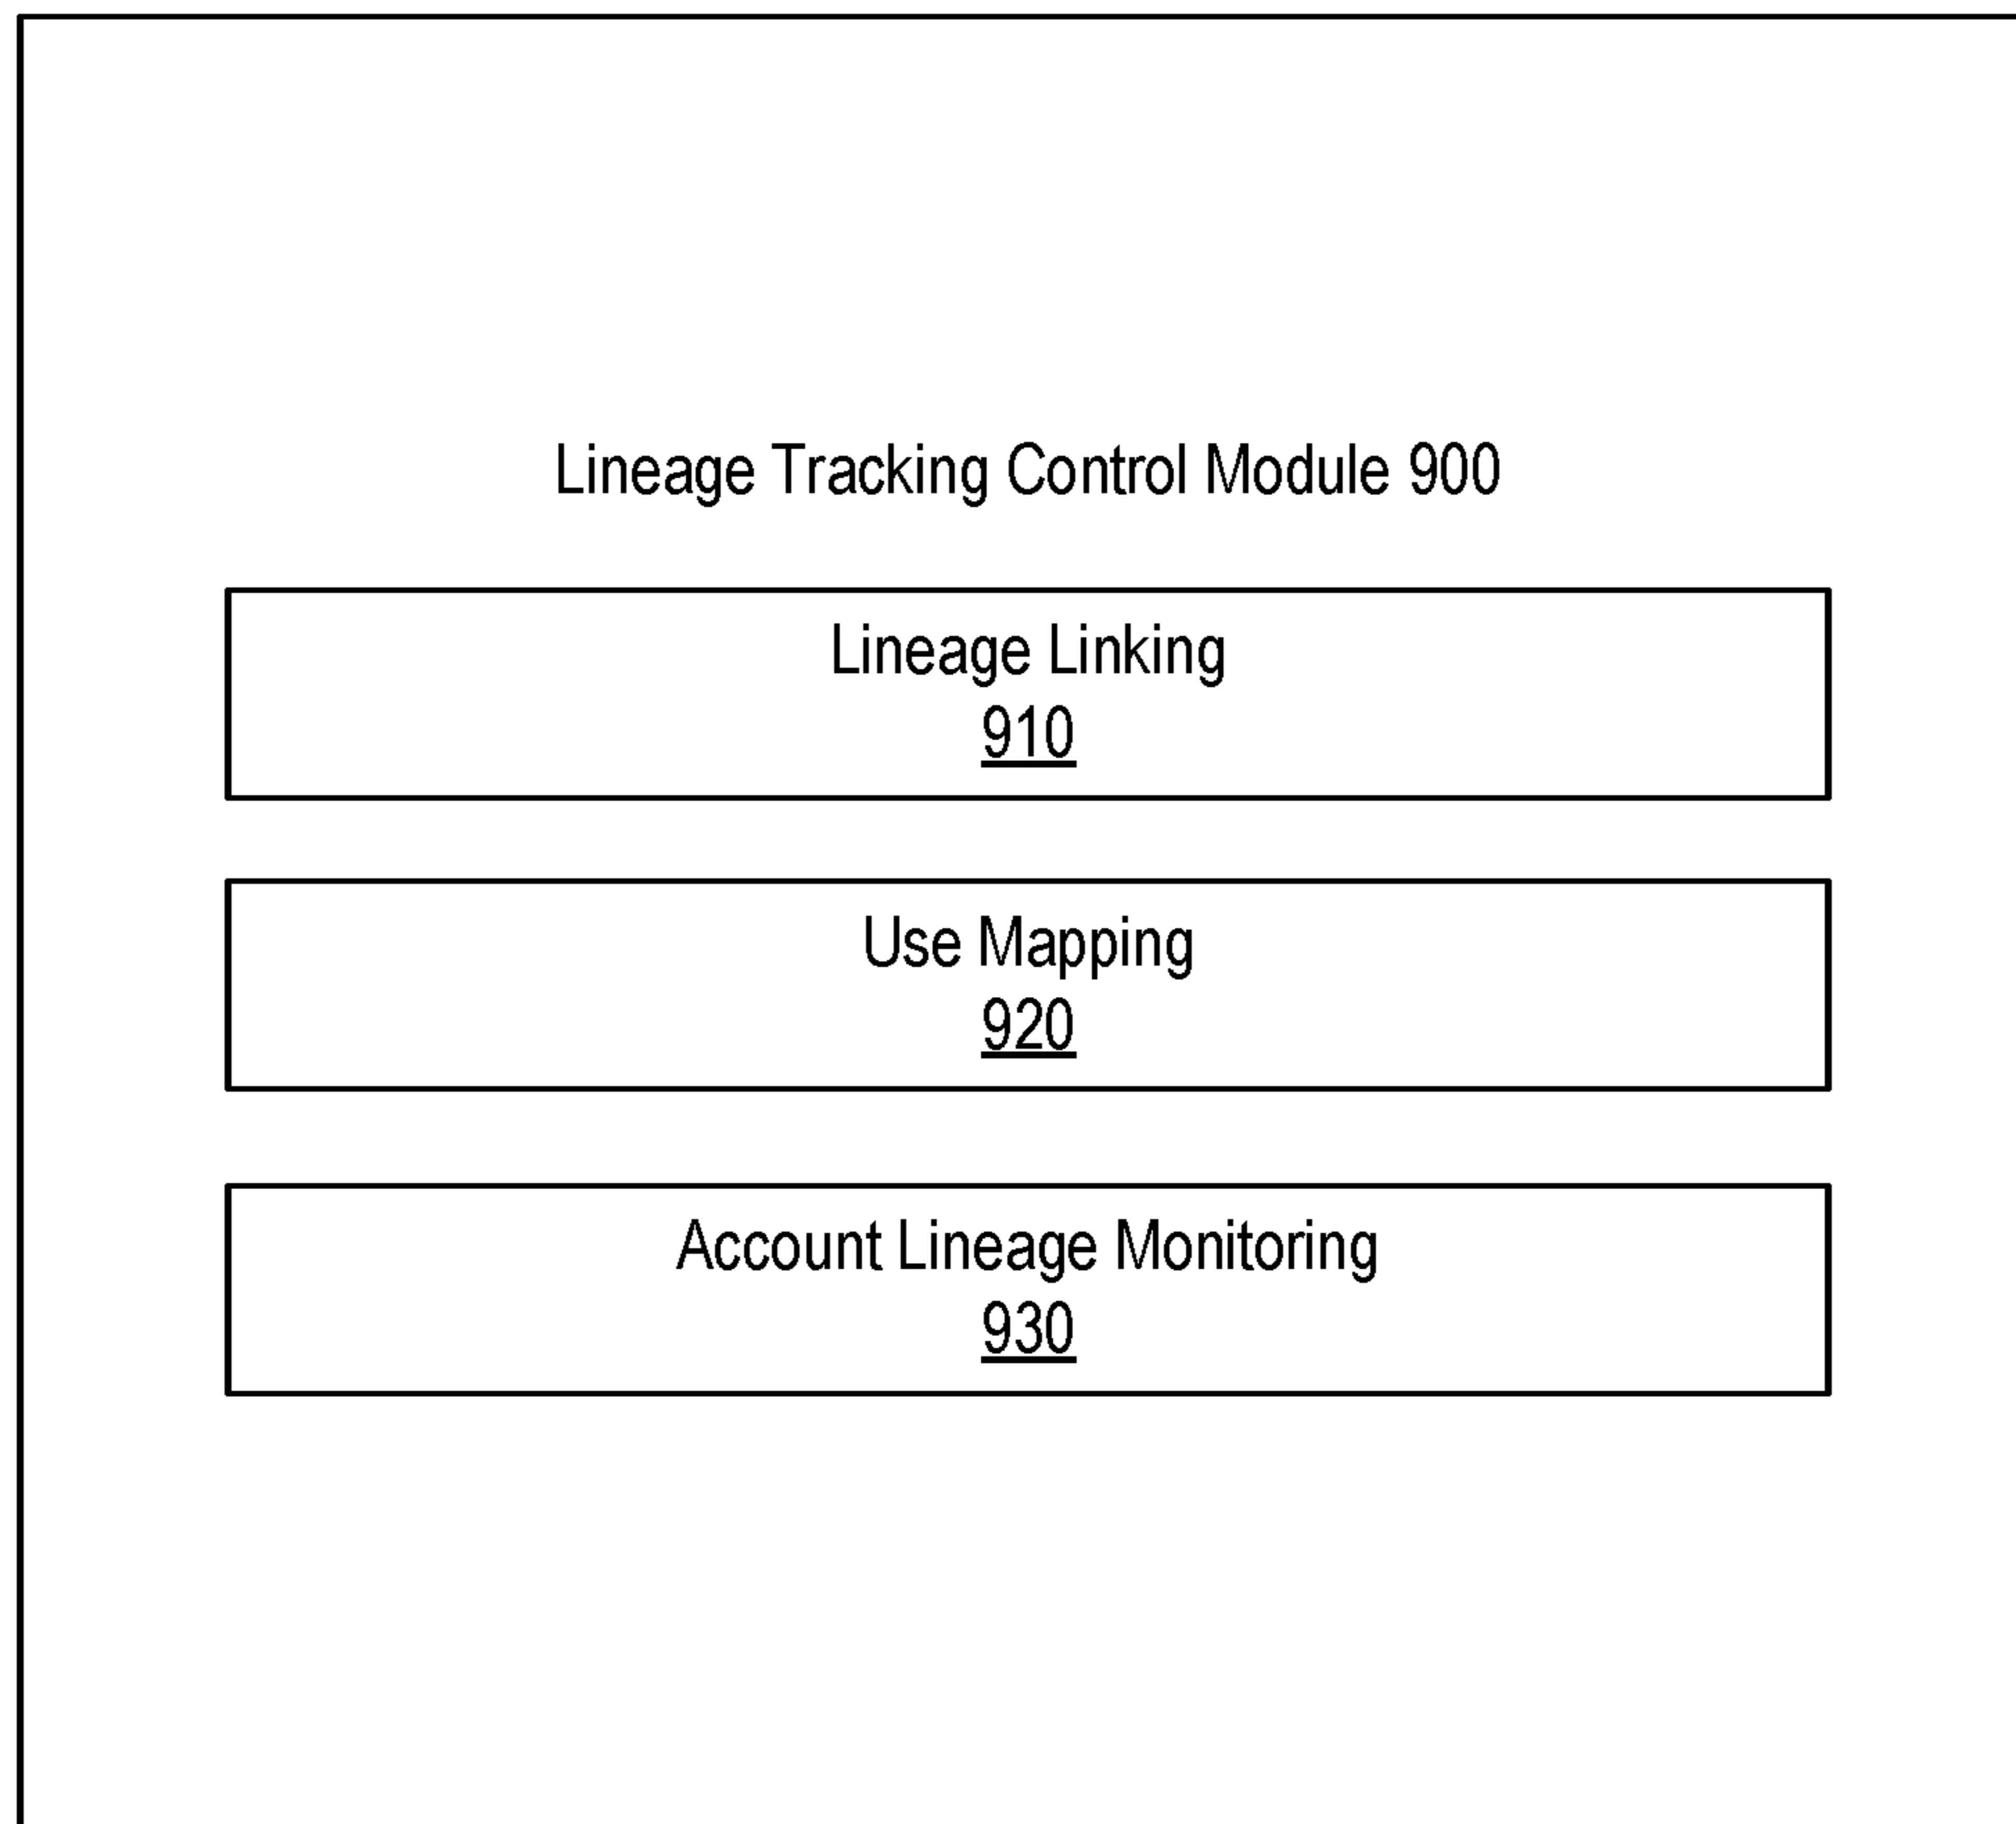 Lineage Tracking Control Module 900
Lineage Linking
910
Use Mapping
920
Account Lineage Monitoring
930